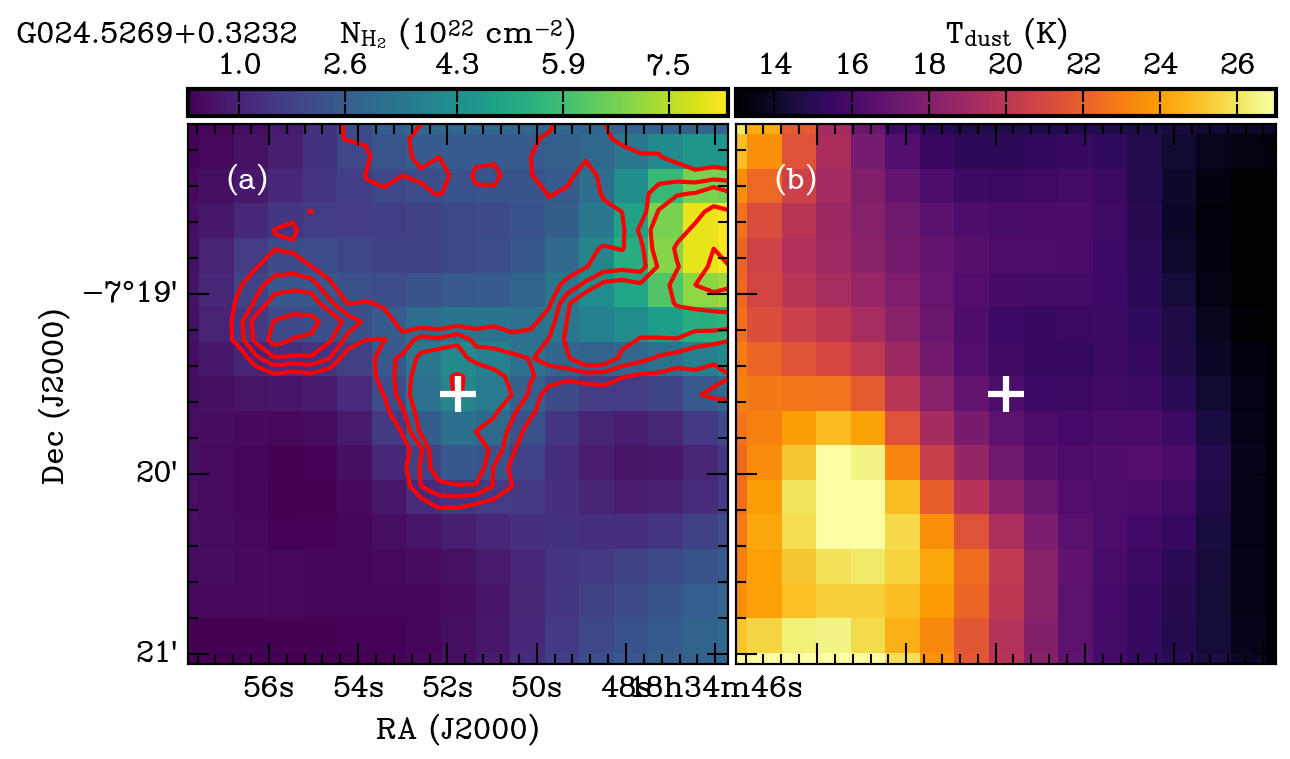 G024.5269+0.3232 N_H₂ (10²² cm⁻²) T_dust (K)
1.0 2.6 4.3 5.9 7.5 14 16 18 20 22 24 26
(a) (b)
−7°19'
20'
21'
Dec (J2000)
56s 54s 52s 50s 48s 18h34m46s
RA (J2000)